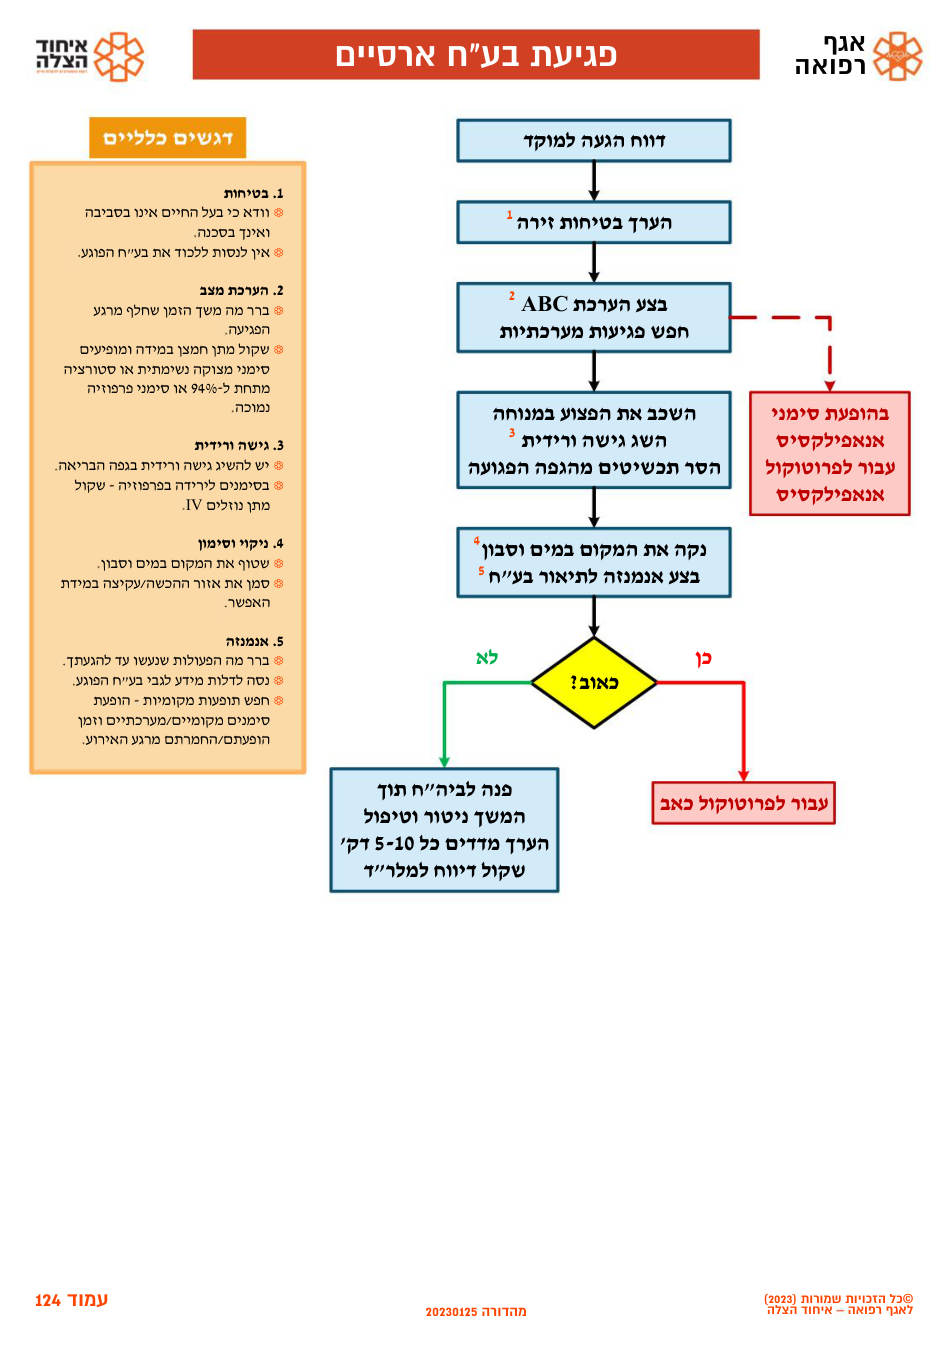 אגף
רפואה
פגיעת בע"ח ארסיים
איחוד
הצלה
דווח הגעה למוקד
הערך בטיחות זירה 1
בצע הערכת ABC 2
חפש פגיעות מערכתיות
בהופעת סימני
אנאפילקסיס
עבור לפרוטוקול
אנאפילקסיס
השכב את הפצוע במנוחה
השג גישה ורידית 3
הסר תכשיטים מהגפה הפגועה
נקה את המקום במים וסבון 4
בצע אנמנזה לתיאור בע"ח 5
כאוב?
כן
לא
עבור לפרוטוקול כאב
פנה לביה"ח תוך
המשך ניטור וטיפול
הערך מדדים כל 5-10 דק'
שקול דיווח למלר"ד
דגשים כלליים
1. בטיחות
וודא כי בעל החיים אינו בסביבה
ואינך בסכנה.
אין לנסות ללכוד את בע"ח הפוגע.
2. הערכת מצב
ברר מה משך הזמן שחלף מרגע
הפגיעה.
שקול מתן חמצן במידה ומופיעים
סימני מצוקה נשימתית או סטורציה
מתחת ל-94% או סימני פרפוזיה
נמוכה.
3. גישה ורידית
יש להשיג גישה ורידית בגפה הבריאה.
בסימנים לירידה בפרפוזיה - שקול
מתן נוזלים IV.
4. ניקוי וסימון
שטוף את המקום במים וסבון.
סמן את אזור ההכשה/עקיצה במידת
האפשר.
5. אנמנזה
ברר מה הפעולות שנעשו עד להגעתך.
נסה לדלות מידע לגבי בע"ח הפוגע.
חפש תופעות מקומיות - הופעת
סימנים מקומיים/מערכתיים וזמן
הופעתם/החמרתם מרגע האירוע.
©כל הזכויות שמורות (2023)
לאגף רפואה – איחוד הצלה
מהדורה 20230125
עמוד 124